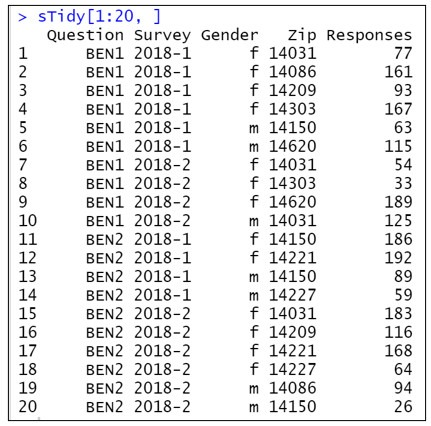 > sTidy[1:20, ]
Question Survey Gender Zip Responses
1 BEN1 2018-1 f 14031 77
2 BEN1 2018-1 f 14086 161
3 BEN1 2018-1 f 14209 93
4 BEN1 2018-1 f 14303 167
5 BEN1 2018-1 m 14150 63
6 BEN1 2018-1 m 14620 115
7 BEN1 2018-2 f 14031 54
8 BEN1 2018-2 f 14303 33
9 BEN1 2018-2 f 14620 189
10 BEN1 2018-2 m 14031 125
11 BEN2 2018-1 f 14150 186
12 BEN2 2018-1 f 14221 192
13 BEN2 2018-1 m 14150 89
14 BEN2 2018-1 m 14227 59
15 BEN2 2018-2 f 14031 183
16 BEN2 2018-2 f 14209 116
17 BEN2 2018-2 f 14221 168
18 BEN2 2018-2 f 14227 64
19 BEN2 2018-2 m 14086 94
20 BEN2 2018-2 m 14150 26